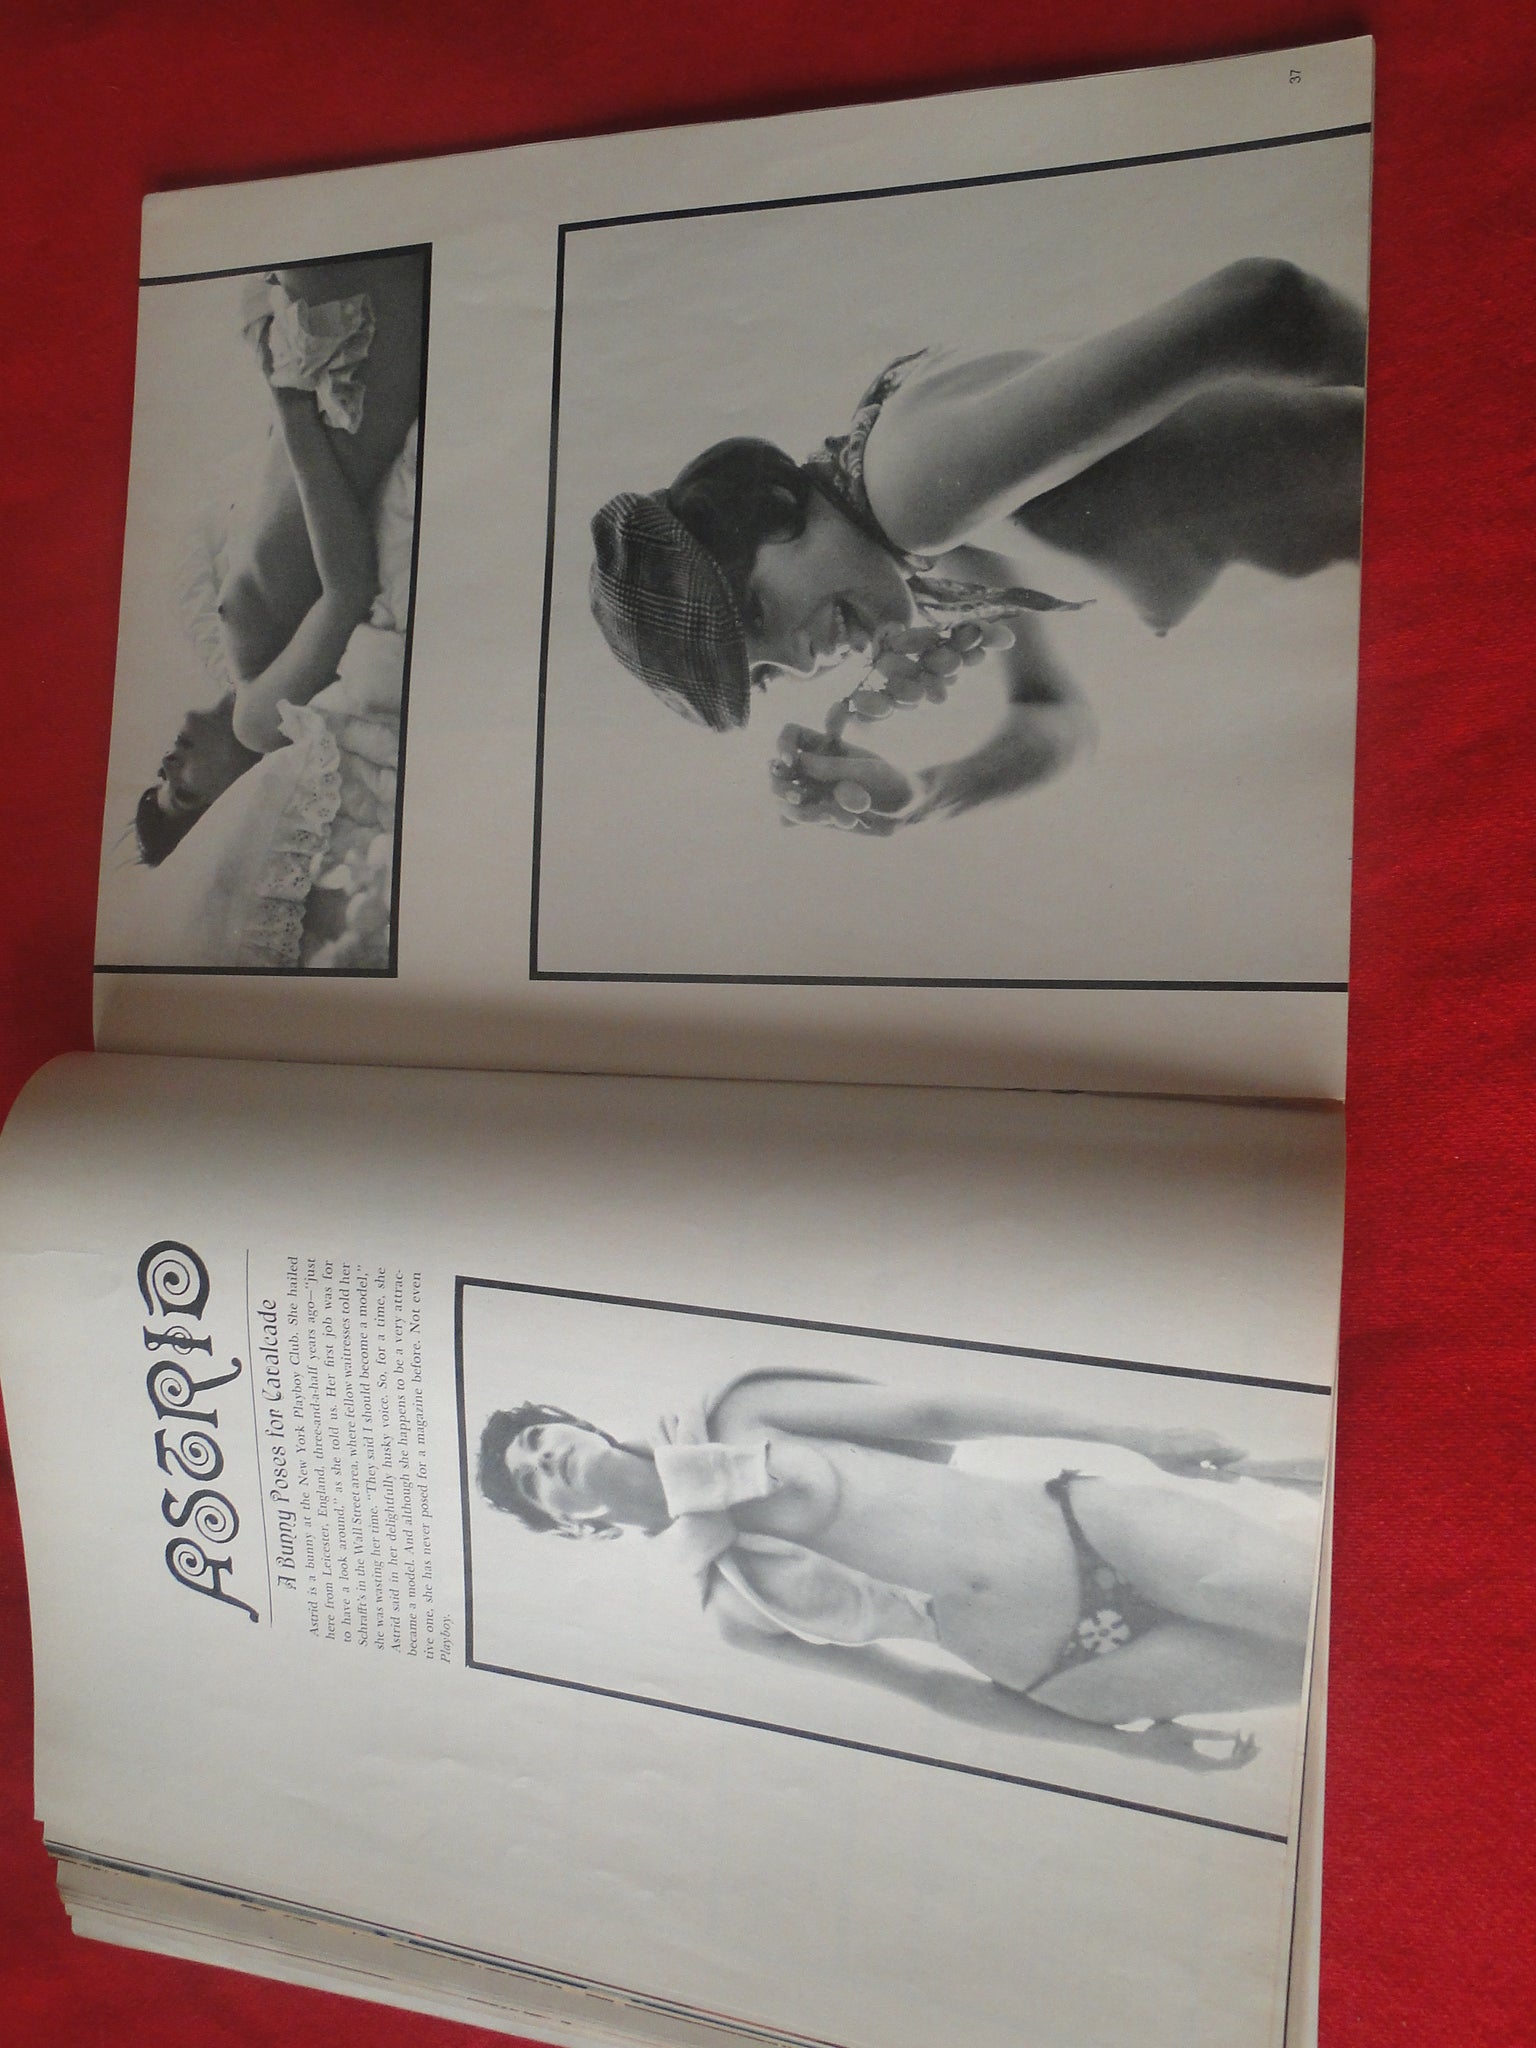 ASTRID
A Bunny Poses for Cavalcade
Astrid is a bunny at the New York Playboy Club. She hailed
here from Leicester, England, three-and-a-half years ago—"just
to have a look around," as she told us. Her first job was for
Schrafft's in the Wall Street area, where fellow waitresses told her
she was wasting her time. "They said I should become a model,"
Astrid said in her delightfully husky voice. So, for a time, she
became a model. And although she happens to be a very attrac-
tive one, she has never posed for a magazine before. Not even
Playboy.
37